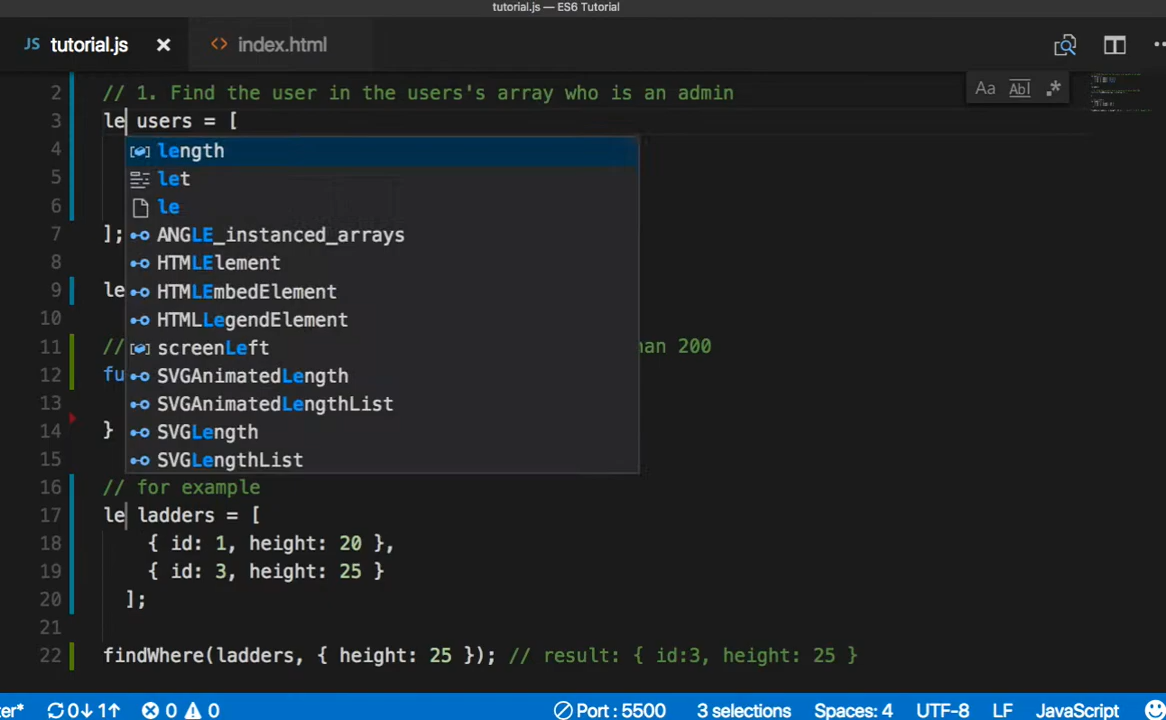 tutorial.js — ES6 Tutorial
JS tutorial.js × <> index.html
Aa Abl .*
2 // 1. Find the user in the users's array who is an admin
3 le users = [
4 length
5 let
6 le
7 ]; ANGLE_instanced_arrays
8 HTMLElement
9 le HTMLEmbedElement
10 HTMLLegendElement
11 // screenLeft han 200
12 fu SVGAnimatedLength
13 SVGAnimatedLengthList
14 } SVGLength
15 SVGLengthList
16 // for example
17 le ladders = [
18 { id: 1, height: 20 },
19 { id: 3, height: 25 }
20 ];
21
22 findWhere(ladders, { height: 25 }); // result: { id:3, height: 25 }
ter* 0↓ 1↑ 0 0 Port : 5500 3 selections Spaces: 4 UTF-8 LF JavaScript